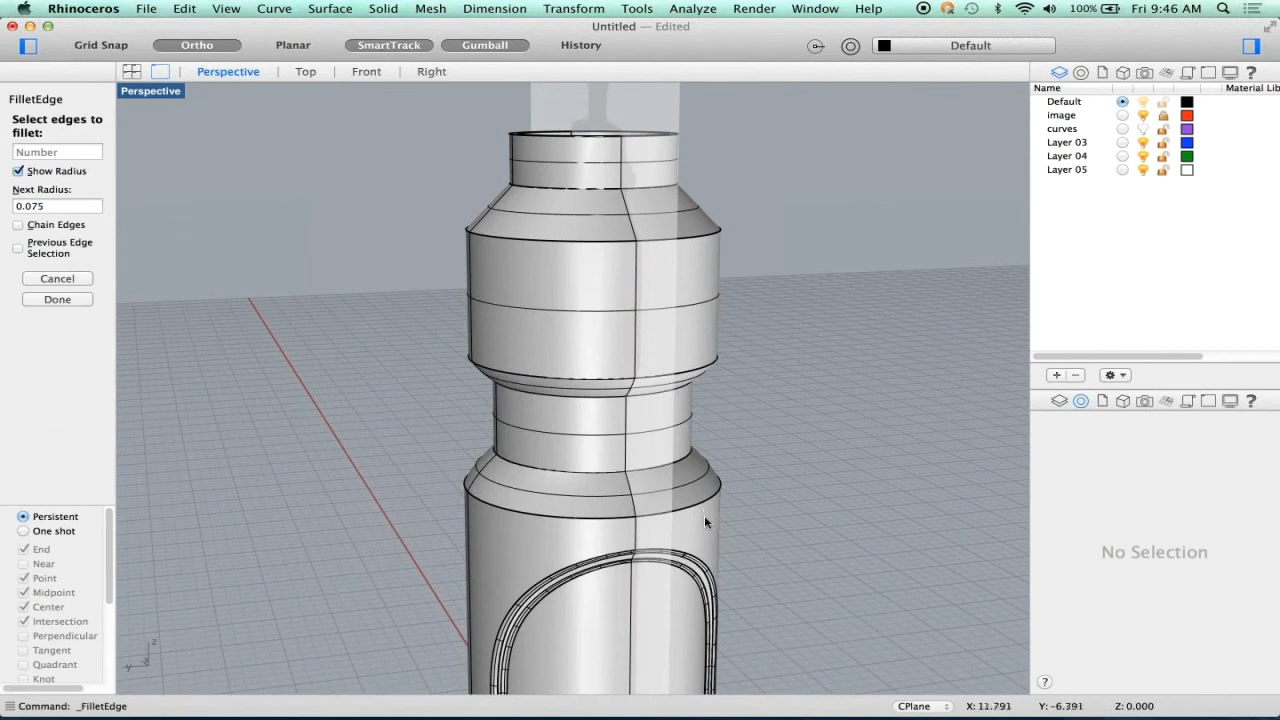 Rhinoceros File Edit View Curve Surface Solid Mesh Dimension Transform Tools Analyze Render Window Help 100% Fri 9:46 AM
Untitled — Edited
Grid Snap Ortho Planar SmartTrack Gumball History Default
Perspective Top Front Right
Perspective
FilletEdge
Select edges to
fillet:
Number
Show Radius
Next Radius:
0.075
Chain Edges
Previous Edge
Selection
Cancel
Done
Persistent
One shot
End
Near
Point
Midpoint
Center
Intersection
Perpendicular
Tangent
Quadrant
Knot
z
y
x
Name Material Lib
Default
image
curves
Layer 03
Layer 04
Layer 05
No Selection
Command: _FilletEdge CPlane X: 11.791 Y: -6.391 Z: 0.000